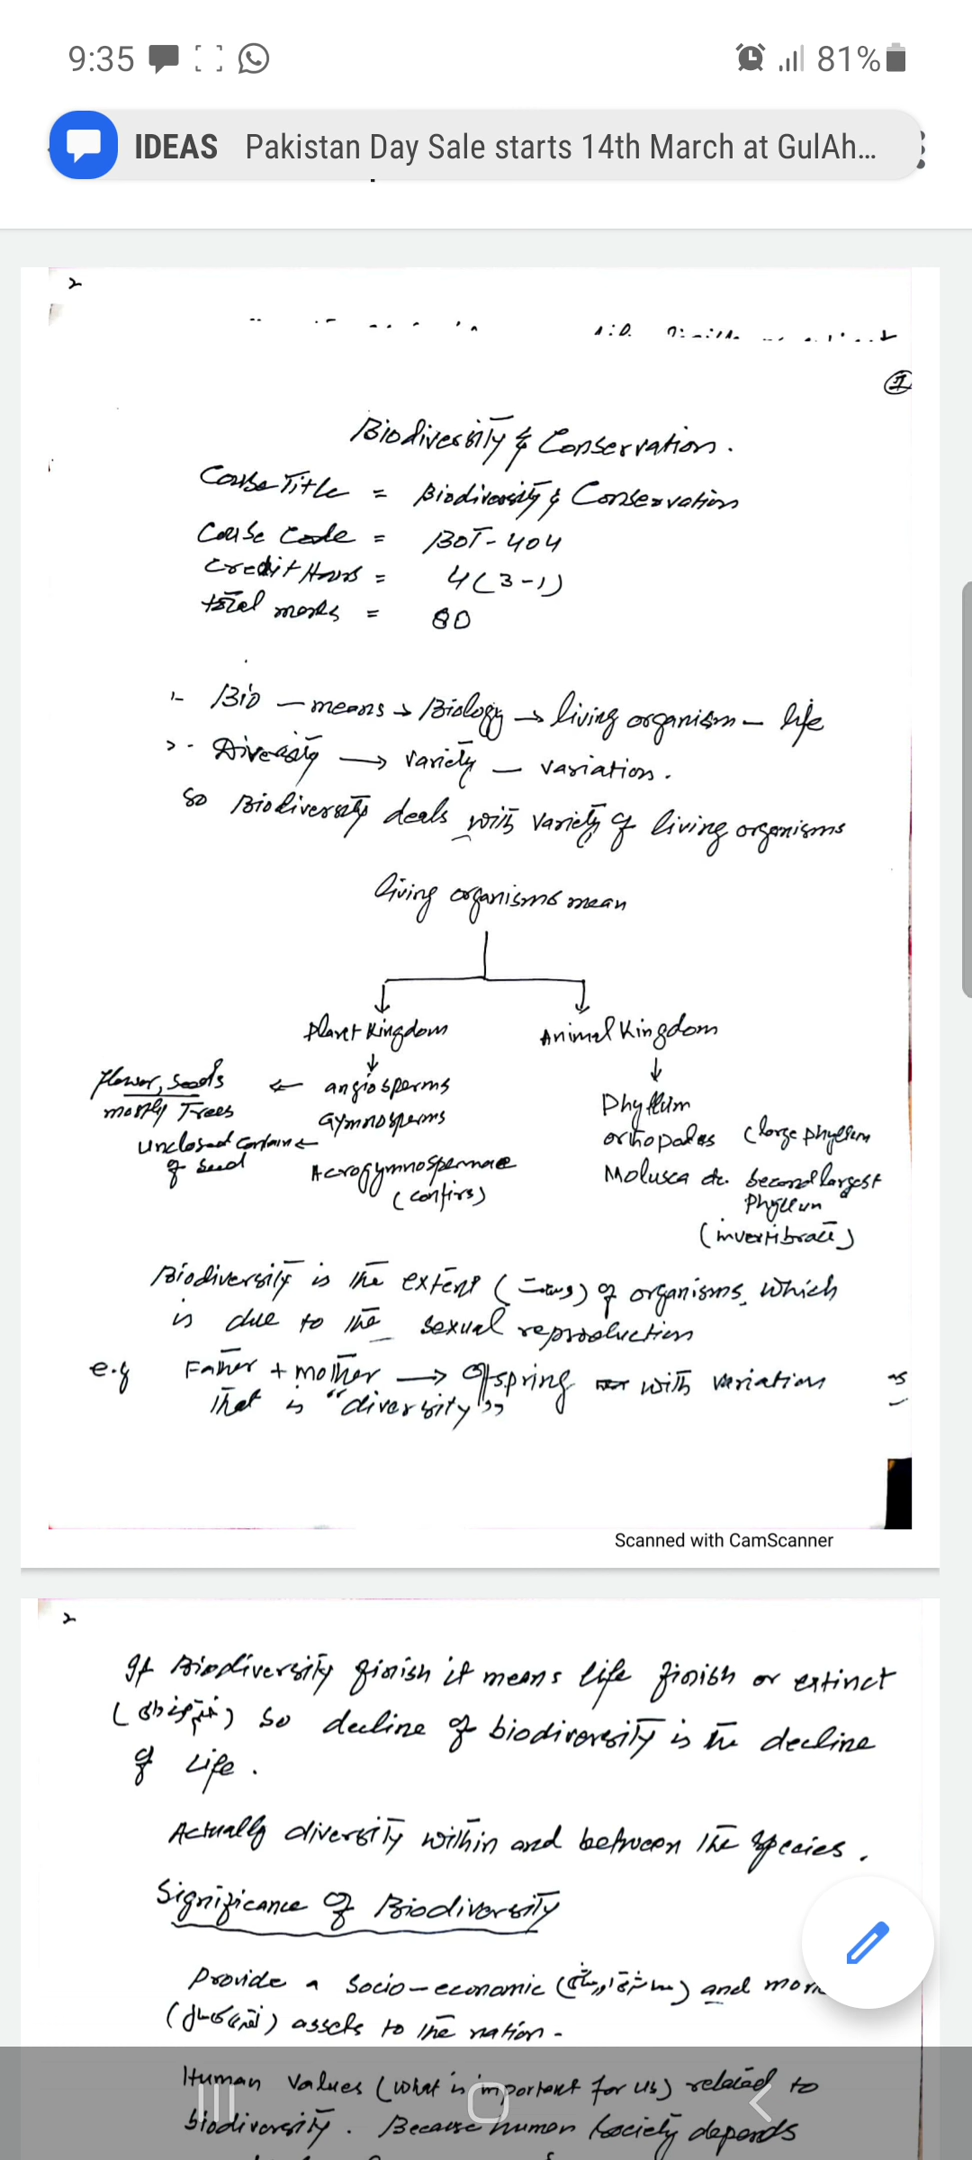 9:35
81%
IDEAS Pakistan Day Sale starts 14th March at GulAh...
1
Biodiversity & Conservation.
Course Title = Biodiversity & Conservation
Course Code = BOT-404
Credit Hours = 4(3-1)
total marks = 80
1- Bio — means → Biology → living organism — life
2- Diversity → variety — variation.
So Biodiversity deals with variety of living organisms
living organisms mean
Plant Kingdom
Animal Kingdom
Flower, Seeds ← angiosperms
mostly Trees
Gymnosperms
unclosed
of seed
Acrogymnospermae
Phyllum
(large phyllum
Molusca
second largest
Phyllum
(invertibrate)
Biodiversity is the extent ( ) of organisms, which
is due to the sexual reproduction
e.g Father + mother → offspring with variation
that is "diversity"
Scanned with CamScanner
2
If Biodiversity finish it means life finish or extinct
( ) So decline of biodiversity is the decline
of life.
Actually diversity within and between the species.
Significance of Biodiversity
Provide a Socio-economic ( ) and
( ) assets to the nation-
Human values (what is important for us) related to
biodiversity. Because human society depends